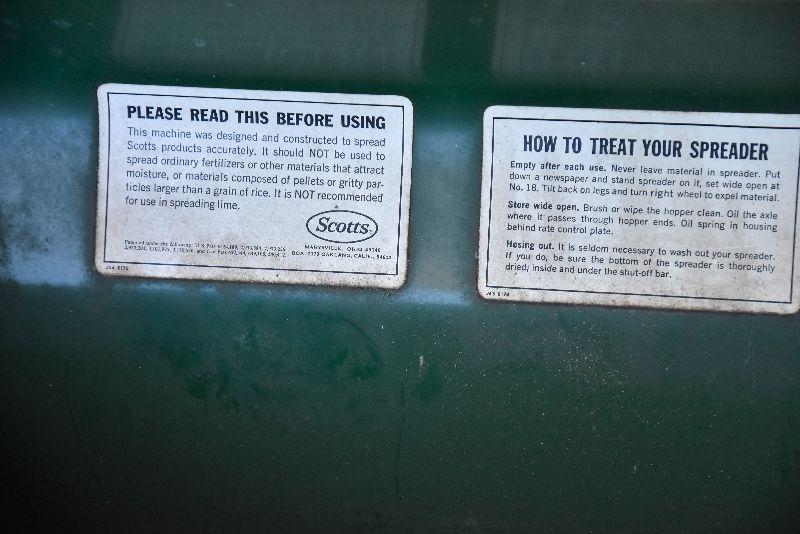 PLEASE READ THIS BEFORE USING
This machine was designed and constructed to spread
Scotts products accurately. It should NOT be used to
spread ordinary fertilizers or other materials that attract
moisture, or materials composed of pellets or gritty par-
ticles larger than a grain of rice. It is NOT recommended
for use in spreading lime.
Scotts
MARYSVILLE, OHIO 43040
Patented under the following: U.S. Pats.
HOW TO TREAT YOUR SPREADER
Empty after each use. Never leave material in spreader. Put
down a newspaper and stand spreader on it, set wide open at
No. 18. Tilt back on legs and turn right wheel to expel material.
Store wide open. Brush or wipe the hopper clean. Oil the axle
where it passes through hopper ends. Oil spring in housing
behind rate control plate.
Hosing out. It is seldom necessary to wash out your spreader.
If you do, be sure the bottom of the spreader is thoroughly
dried, inside and under the shut-off bar.